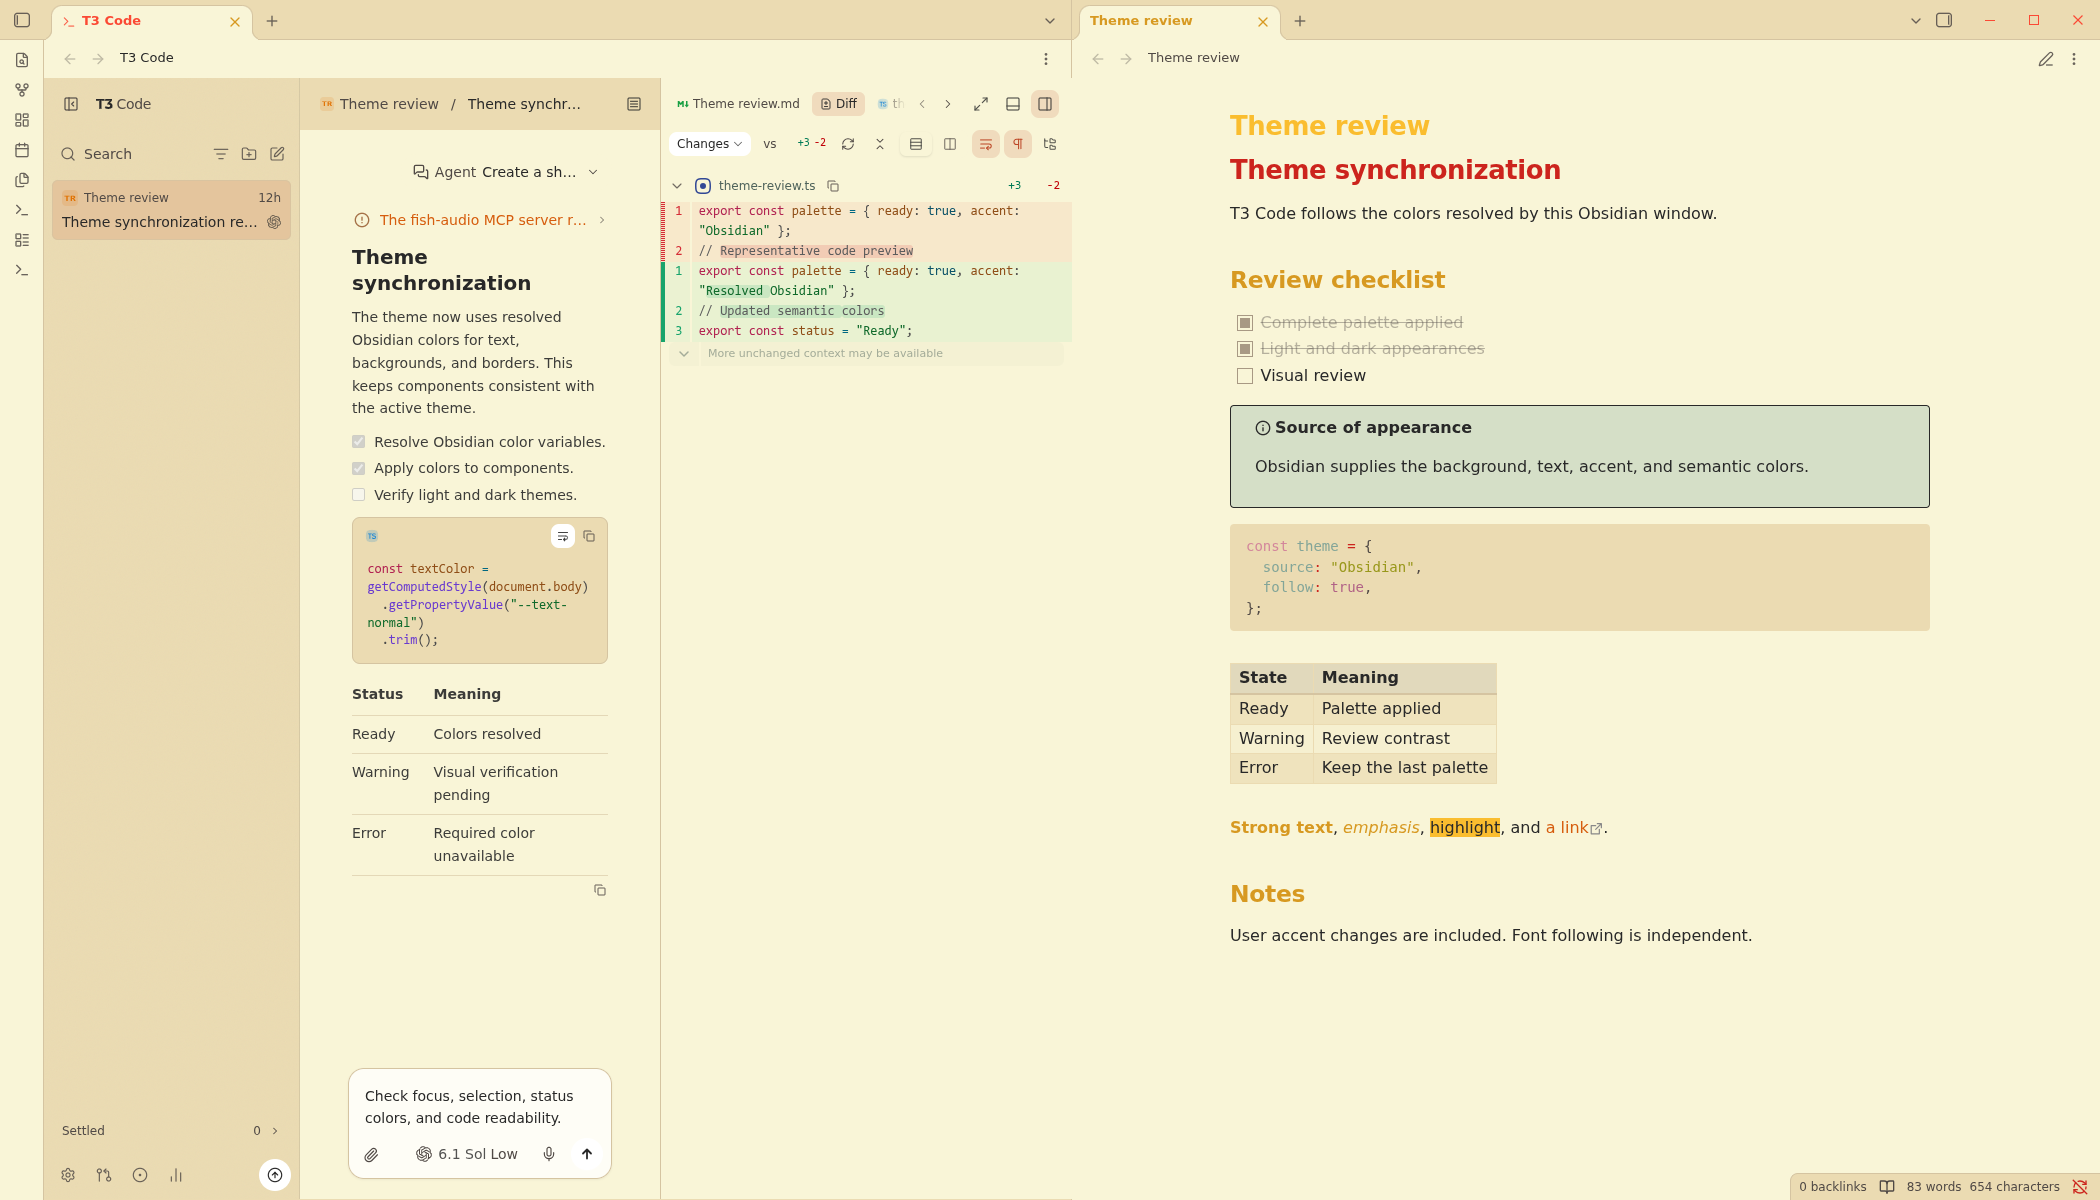 T3 Code
Theme review
T3 Code
Theme review
T3 Code
Search
TR Theme review 12h
Theme synchronization re...
Settled 0
TR Theme review / Theme synchr...
Agent Create a sh...
The fish-audio MCP server r...
Theme
synchronization
The theme now uses resolved
Obsidian colors for text,
backgrounds, and borders. This
keeps components consistent with
the active theme.
Resolve Obsidian color variables.
Apply colors to components.
Verify light and dark themes.
TS
const textColor =
getComputedStyle(document.body)
.getPropertyValue("--text-
normal")
.trim();
Status Meaning
Ready Colors resolved
Warning Visual verification
pending
Error Required color
unavailable
Check focus, selection, status
colors, and code readability.
6.1 Sol Low
M↓ Theme review.md Diff TS th
Changes vs +3 -2
theme-review.ts +3 -2
1 export const palette = { ready: true, accent:
"Obsidian" };
2 // Representative code preview
1 export const palette = { ready: true, accent:
"Resolved Obsidian" };
2 // Updated semantic colors
3 export const status = "Ready";
More unchanged context may be available
Theme review
Theme synchronization
T3 Code follows the colors resolved by this Obsidian window.
Review checklist
Complete palette applied
Light and dark appearances
Visual review
Source of appearance
Obsidian supplies the background, text, accent, and semantic colors.
const theme = {
source: "Obsidian",
follow: true,
};
State Meaning
Ready Palette applied
Warning Review contrast
Error Keep the last palette
Strong text, emphasis, highlight, and a link.
Notes
User accent changes are included. Font following is independent.
0 backlinks 83 words 654 characters